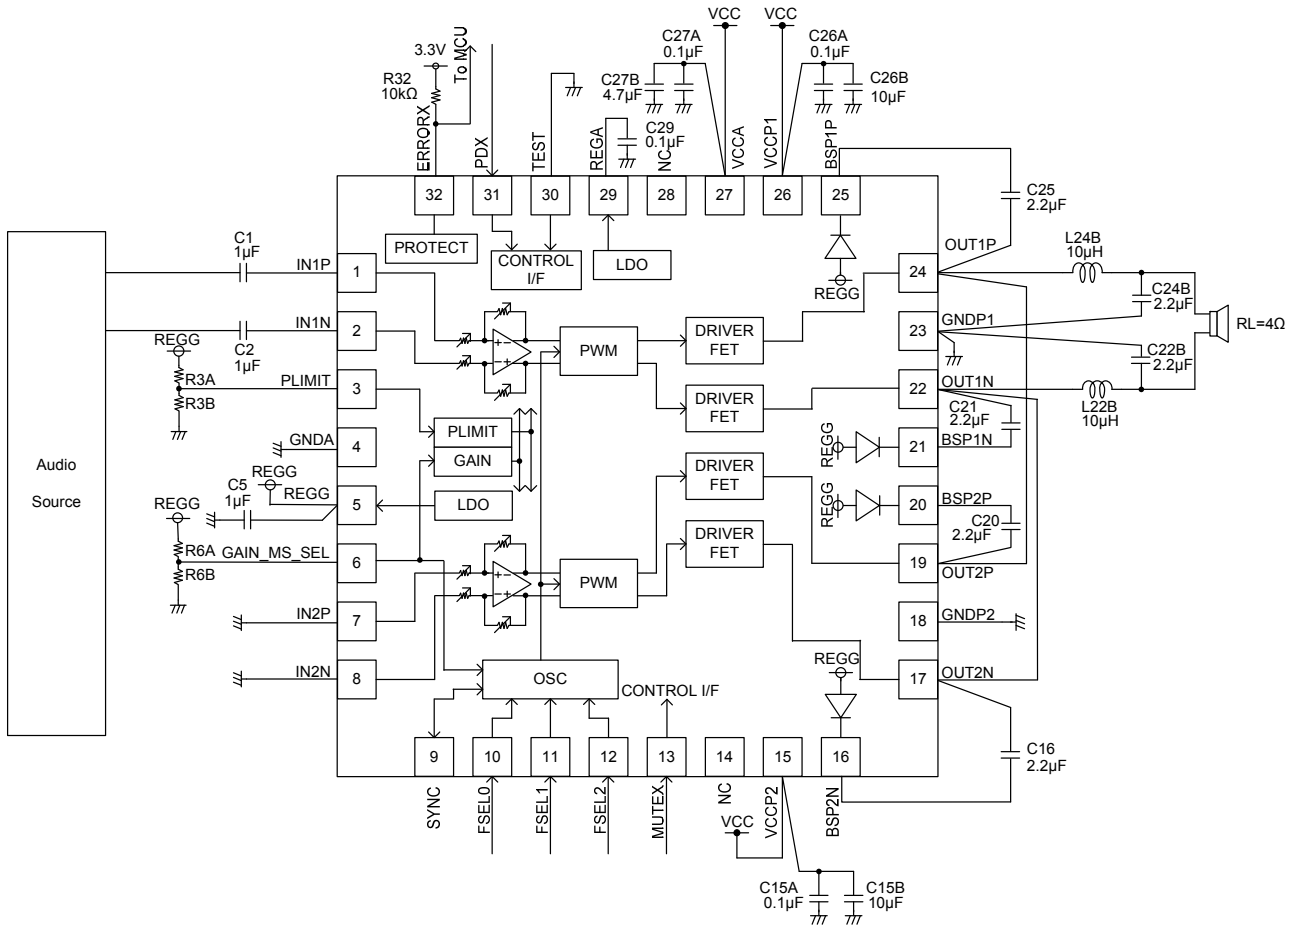 VCC
VCC
C27A
0.1µF
C26A
0.1µF
3.3V
To MCU
R32
10kΩ
C27B
4.7µF
C26B
10µF
ERRORX
PDX
TEST
REGA
C29
0.1µF
NC
VCCA
VCCP1
BSP1P
32
31
30
29
28
27
26
25
C25
2.2µF
PROTECT
CONTROL
I/F
LDO
REGG
C1
1µF
IN1P
1
OUT1P
24
L24B
10µH
C24B
2.2µF
IN1N
2
C2
1µF
REGG
PWM
DRIVER
FET
GNDP1
23
RL=4Ω
R3A
R3B
PLIMIT
3
DRIVER
FET
OUT1N
22
C22B
2.2µF
L22B
10µH
C21
2.2µF
GNDA
4
PLIMIT
GAIN
REGG
BSP1N
21
Audio
Source
REGG
C5
1µF
REGG
5
LDO
DRIVER
FET
REGG
BSP2P
20
C20
2.2µF
REGG
R6A
R6B
GAIN_MS_SEL
6
DRIVER
FET
19
OUT2P
PWM
IN2P
7
GNDP2
18
IN2N
8
OSC
CONTROL I/F
REGG
OUT2N
17
9
10
11
12
13
14
15
16
C16
2.2µF
SYNC
FSEL0
FSEL1
FSEL2
MUTEX
NC
VCC
VCCP2
BSP2N
C15A
0.1µF
C15B
10µF